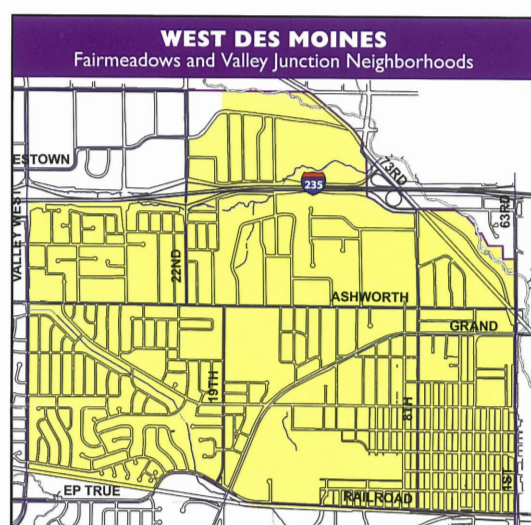 WEST DES MOINES
Fairmeadows and Valley Junction Neighborhoods
ESTOWN
VALLEY WEST
22ND
235
73RD
63RD
ASHWORTH
GRAND
19TH
8TH
1ST
EP TRUE
RAILROAD